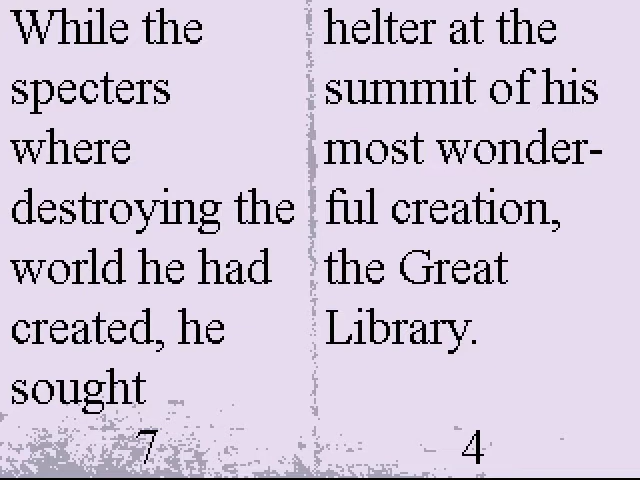 While the
specters
where
destroying the
world he had
created, he
sought
7
helter at the
summit of his
most wonder-
ful creation,
the Great
Library.
4